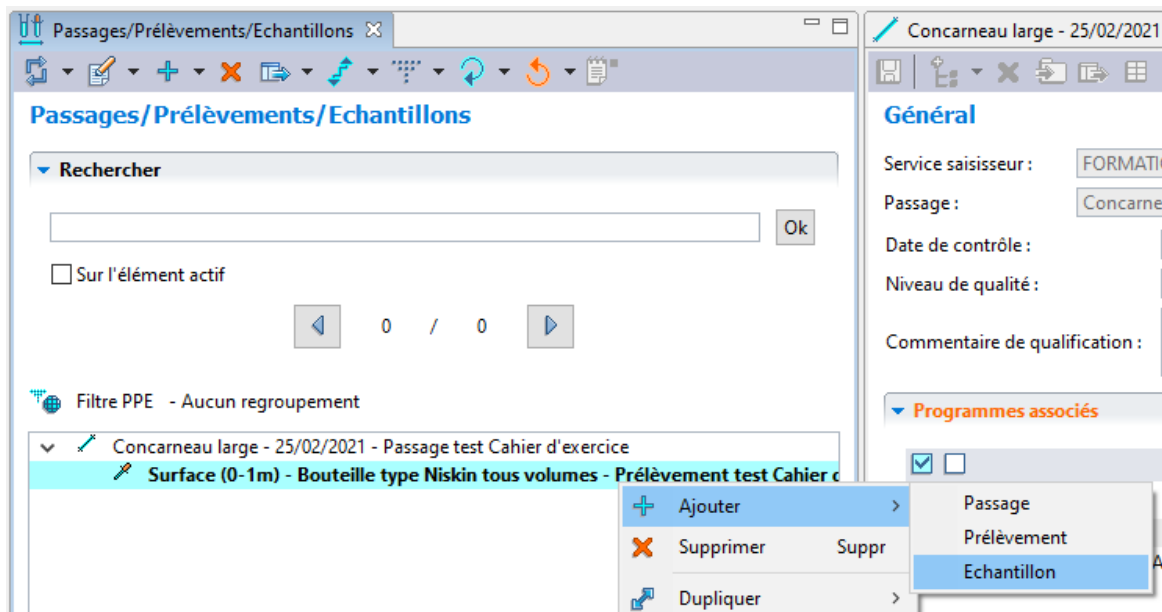 Passages/Prélèvements/Echantillons
Passages/Prélèvements/Echantillons
Rechercher
Ok
Sur l'élément actif
0 / 0
Filtre PPE - Aucun regroupement
Concarneau large - 25/02/2021 - Passage test Cahier d'exercice
Surface (0-1m) - Bouteille type Niskin tous volumes - Prélèvement test Cahier
Ajouter
Supprimer Suppr
Dupliquer
Passage
Prélèvement
Echantillon
Concarneau large - 25/02/2021
Général
Service saisisseur : FORMATI
Passage : Concarne
Date de contrôle :
Niveau de qualité :
Commentaire de qualification :
Programmes associés